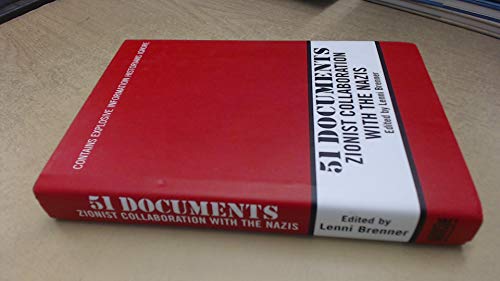 CONTAINS EXPLOSIVE INFORMATION HISTORIANS IGNORE
51 DOCUMENTS
ZIONIST COLLABORATION
WITH THE NAZIS
Edited by Lenni Brenner
51 DOCUMENTS
ZIONIST COLLABORATION WITH THE NAZIS
Edited by
Lenni Brenner